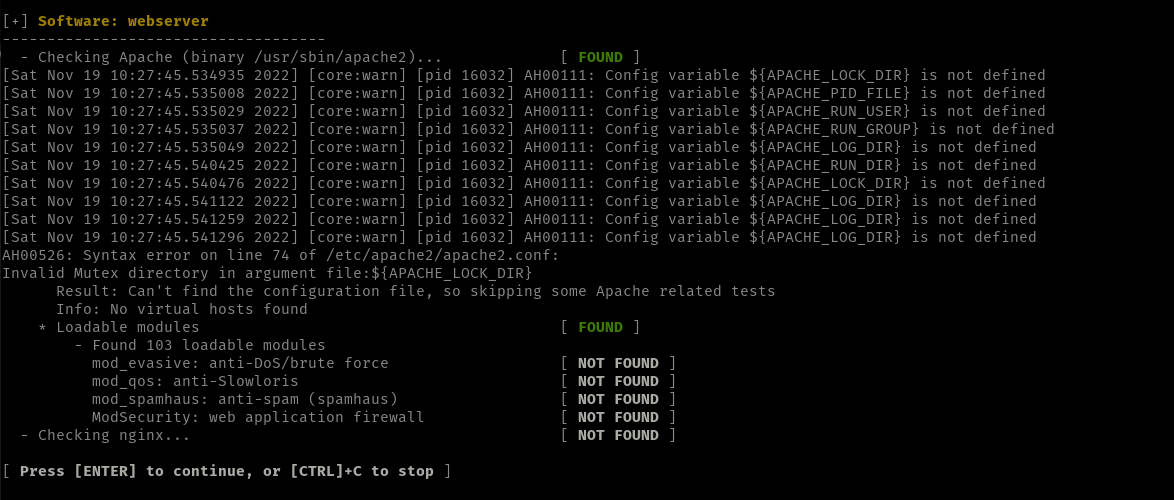 [+] Software: webserver
------------------------------------
  - Checking Apache (binary /usr/sbin/apache2)...             [ FOUND ]
[Sat Nov 19 10:27:45.534935 2022] [core:warn] [pid 16032] AH00111: Config variable ${APACHE_LOCK_DIR} is not defined
[Sat Nov 19 10:27:45.535008 2022] [core:warn] [pid 16032] AH00111: Config variable ${APACHE_PID_FILE} is not defined
[Sat Nov 19 10:27:45.535029 2022] [core:warn] [pid 16032] AH00111: Config variable ${APACHE_RUN_USER} is not defined
[Sat Nov 19 10:27:45.535037 2022] [core:warn] [pid 16032] AH00111: Config variable ${APACHE_RUN_GROUP} is not defined
[Sat Nov 19 10:27:45.535049 2022] [core:warn] [pid 16032] AH00111: Config variable ${APACHE_LOG_DIR} is not defined
[Sat Nov 19 10:27:45.540425 2022] [core:warn] [pid 16032] AH00111: Config variable ${APACHE_RUN_DIR} is not defined
[Sat Nov 19 10:27:45.540476 2022] [core:warn] [pid 16032] AH00111: Config variable ${APACHE_LOCK_DIR} is not defined
[Sat Nov 19 10:27:45.541122 2022] [core:warn] [pid 16032] AH00111: Config variable ${APACHE_LOG_DIR} is not defined
[Sat Nov 19 10:27:45.541259 2022] [core:warn] [pid 16032] AH00111: Config variable ${APACHE_LOG_DIR} is not defined
[Sat Nov 19 10:27:45.541296 2022] [core:warn] [pid 16032] AH00111: Config variable ${APACHE_LOG_DIR} is not defined
AH00526: Syntax error on line 74 of /etc/apache2/apache2.conf:
Invalid Mutex directory in argument file:${APACHE_LOCK_DIR}
      Result: Can't find the configuration file, so skipping some Apache related tests
      Info: No virtual hosts found
    * Loadable modules                                        [ FOUND ]
        - Found 103 loadable modules
          mod_evasive: anti-DoS/brute force                   [ NOT FOUND ]
          mod_qos: anti-Slowloris                             [ NOT FOUND ]
          mod_spamhaus: anti-spam (spamhaus)                  [ NOT FOUND ]
          ModSecurity: web application firewall               [ NOT FOUND ]
  - Checking nginx...                                         [ NOT FOUND ]
[ Press [ENTER] to continue, or [CTRL]+C to stop ]